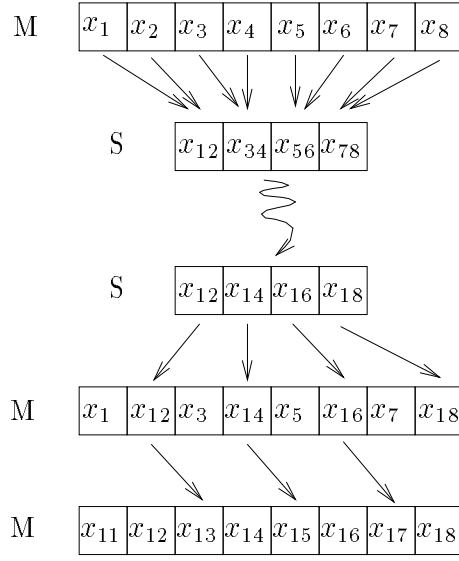 M x₁ x₂ x₃ x₄ x₅ x₆ x₇ x₈
S x₁₂ x₃₄ x₅₆ x₇₈
S x₁₂ x₁₄ x₁₆ x₁₈
M x₁ x₁₂ x₃ x₁₄ x₅ x₁₆ x₇ x₁₈
M x₁₁ x₁₂ x₁₃ x₁₄ x₁₅ x₁₆ x₁₇ x₁₈